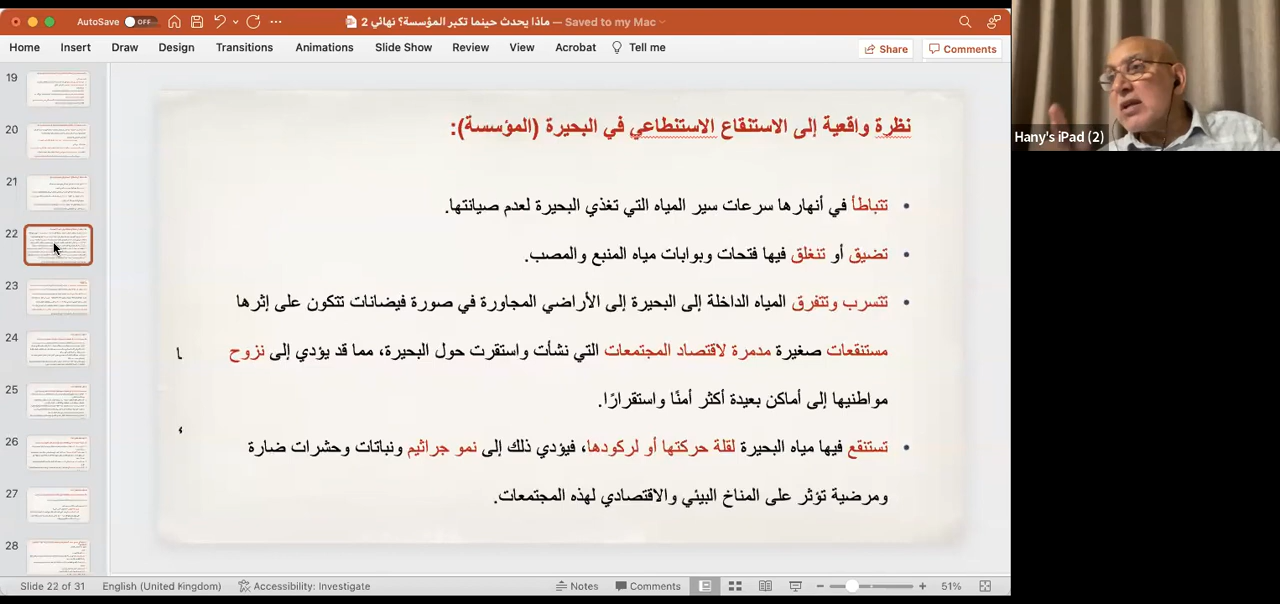 AutoSave OFF
ماذا يحدث حينما تكبر المؤسسة؟ نهائي 2 — Saved to my Mac
Home Insert Draw Design Transitions Animations Slide Show Review View Acrobat Tell me
Share Comments
19
20
21
22
23
24
25
26
27
28
نظرة واقعية إلى الاستنقاع الاستنطاعي في البحيرة (المؤسسة):
• تتباطأ في أنهارها سرعات سير المياه التي تغذي البحيرة لعدم صيانتها.
• تضيق أو تنغلق فيها فتحات وبوابات مياه المنبع والمصب.
• تتسرب وتتفرق المياه الداخلة إلى البحيرة إلى الأراضي المجاورة في صورة فيضانات تتكون على إثرها
مستنقعات صغيرة مدمرة لاقتصاد المجتمعات التي نشأت واستقرت حول البحيرة، مما قد يؤدي إلى نزوح
مواطنيها إلى أماكن بعيدة أكثر أمنًا واستقرارًا.
• تستنقع فيها مياه البحيرة لقلة حركتها أو لركودها، فيؤدي ذلك إلى نمو جراثيم ونباتات وحشرات ضارة
ومرضية تؤثر على المناخ البيئي والاقتصادي لهذه المجتمعات.
Hany's iPad (2)
Slide 22 of 31 English (United Kingdom) Accessibility: Investigate Notes Comments 51%